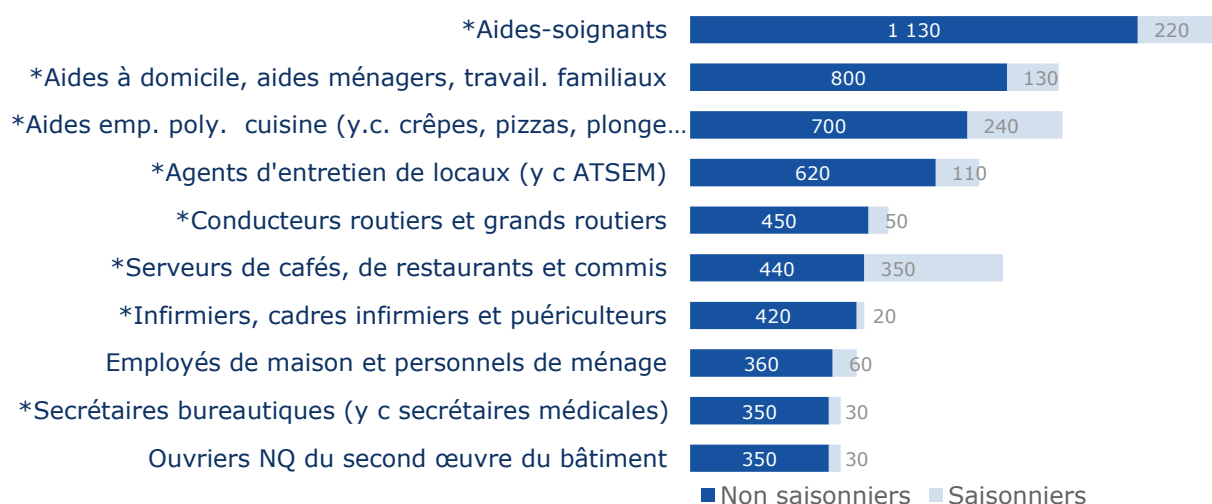 *Aides-soignants 1 130 220
*Aides à domicile, aides ménagers, travail. familiaux 800 130
*Aides emp. poly.  cuisine (y.c. crêpes, pizzas, plonge… 700 240
*Agents d'entretien de locaux (y c ATSEM) 620 110
*Conducteurs routiers et grands routiers 450 50
*Serveurs de cafés, de restaurants et commis 440 350
*Infirmiers, cadres infirmiers et puériculteurs 420 20
Employés de maison et personnels de ménage 360 60
*Secrétaires bureautiques (y c secrétaires médicales) 350 30
Ouvriers NQ du second œuvre du bâtiment 350 30
Non saisonniers Saisonniers